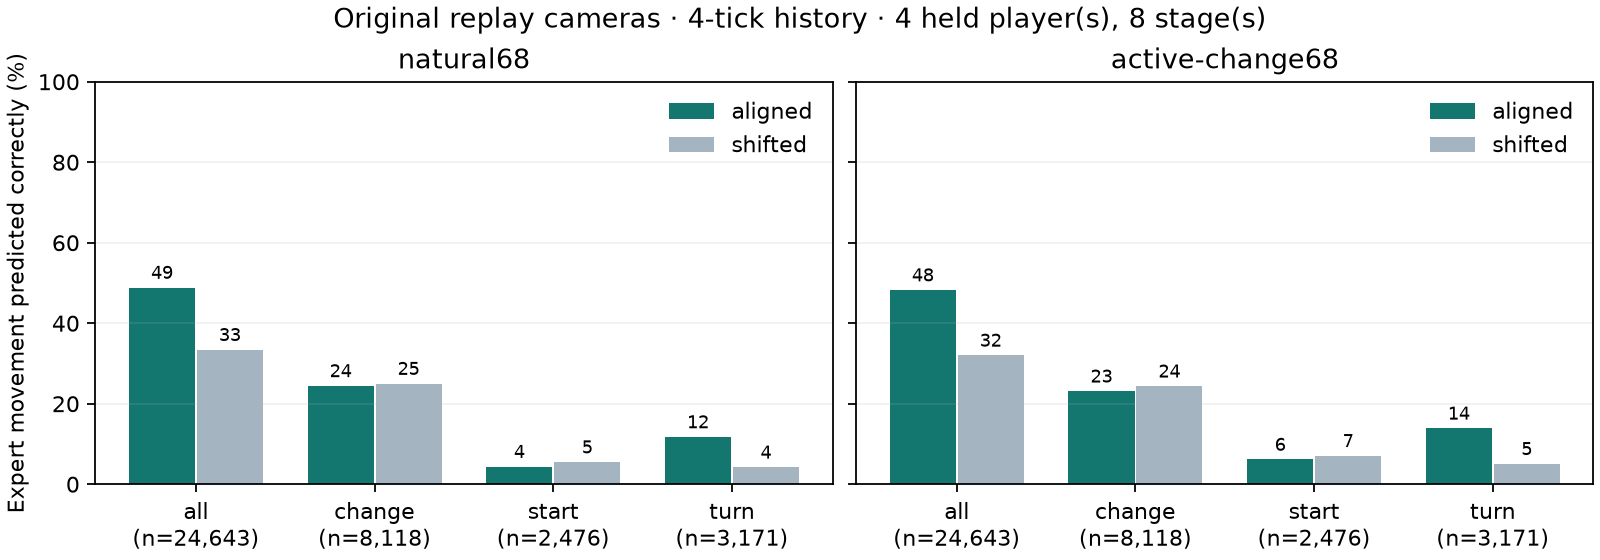 Original replay cameras · 4-tick history · 4 held player(s), 8 stage(s)
natural68
active-change68
Expert movement predicted correctly (%)
100
80
60
40
20
0
aligned
shifted
49
33
24
25
4
5
12
4
all
(n=24,643)
change
(n=8,118)
start
(n=2,476)
turn
(n=3,171)
aligned
shifted
48
32
23
24
6
7
14
5
all
(n=24,643)
change
(n=8,118)
start
(n=2,476)
turn
(n=3,171)